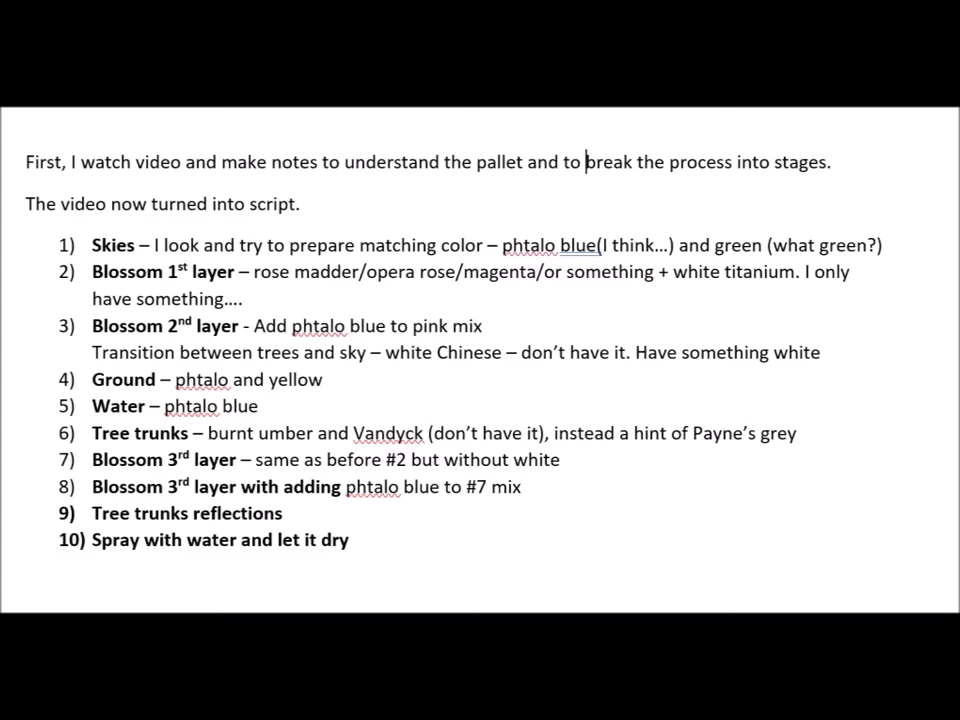 First, I watch video and make notes to understand the pallet and to break the process into stages.
The video now turned into script.
1) Skies – I look and try to prepare matching color – phtalo blue(I think…) and green (what green?)
2) Blossom 1st layer – rose madder/opera rose/magenta/or something + white titanium. I only
have something….
3) Blossom 2nd layer - Add phtalo blue to pink mix
Transition between trees and sky – white Chinese – don’t have it. Have something white
4) Ground – phtalo and yellow
5) Water – phtalo blue
6) Tree trunks – burnt umber and Vandyck (don’t have it), instead a hint of Payne’s grey
7) Blossom 3rd layer – same as before #2 but without white
8) Blossom 3rd layer with adding phtalo blue to #7 mix
9) Tree trunks reflections
10) Spray with water and let it dry